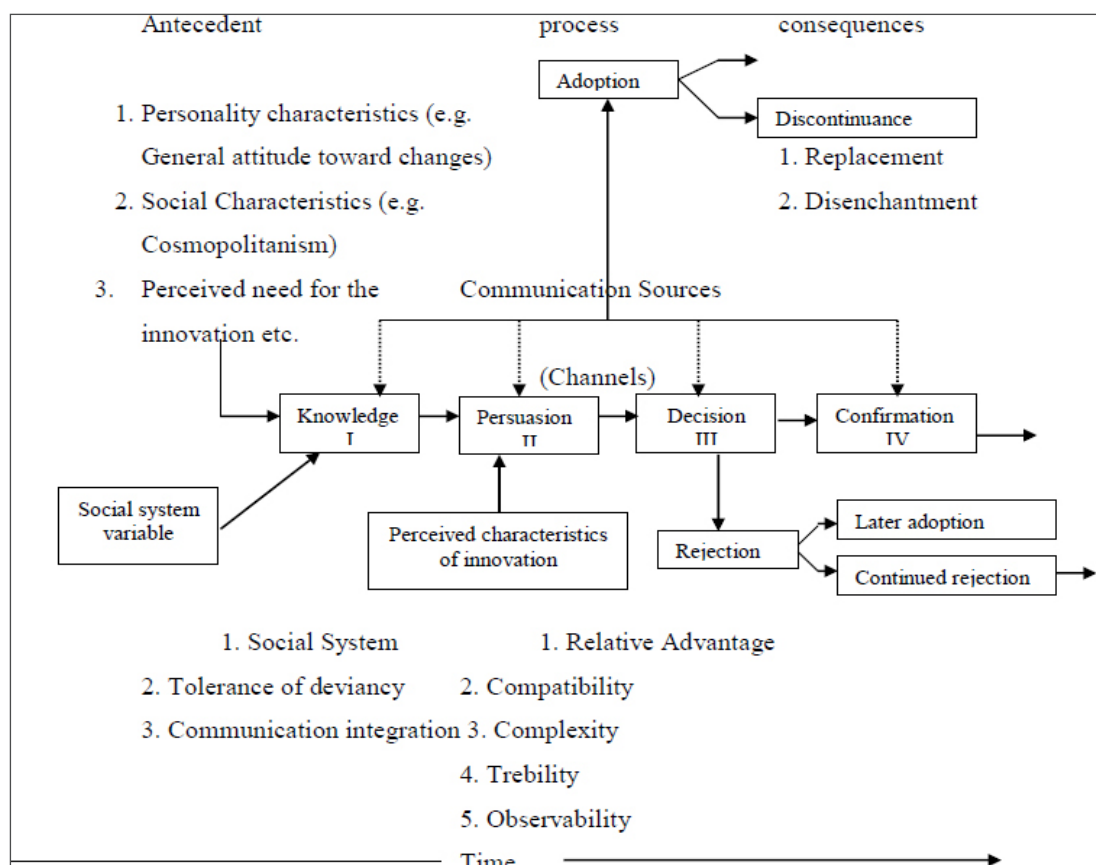 Antecedent process consequences
Adoption
1. Personality characteristics (e.g.
General attitude toward changes)
Discontinuance
1. Replacement
2. Social Characteristics (e.g.
2. Disenchantment
Cosmopolitanism)
3. Perceived need for the
Communication Sources
innovation etc.
(Channels)
Knowledge
I
Persuasion
II
Decision
III
Confirmation
IV
Social system
variable
Perceived characteristics
of innovation
Rejection
Later adoption
Continued rejection
1. Social System
1. Relative Advantage
2. Tolerance of deviancy
2. Compatibility
3. Communication integration
3. Complexity
4. Trebility
5. Observability
Time